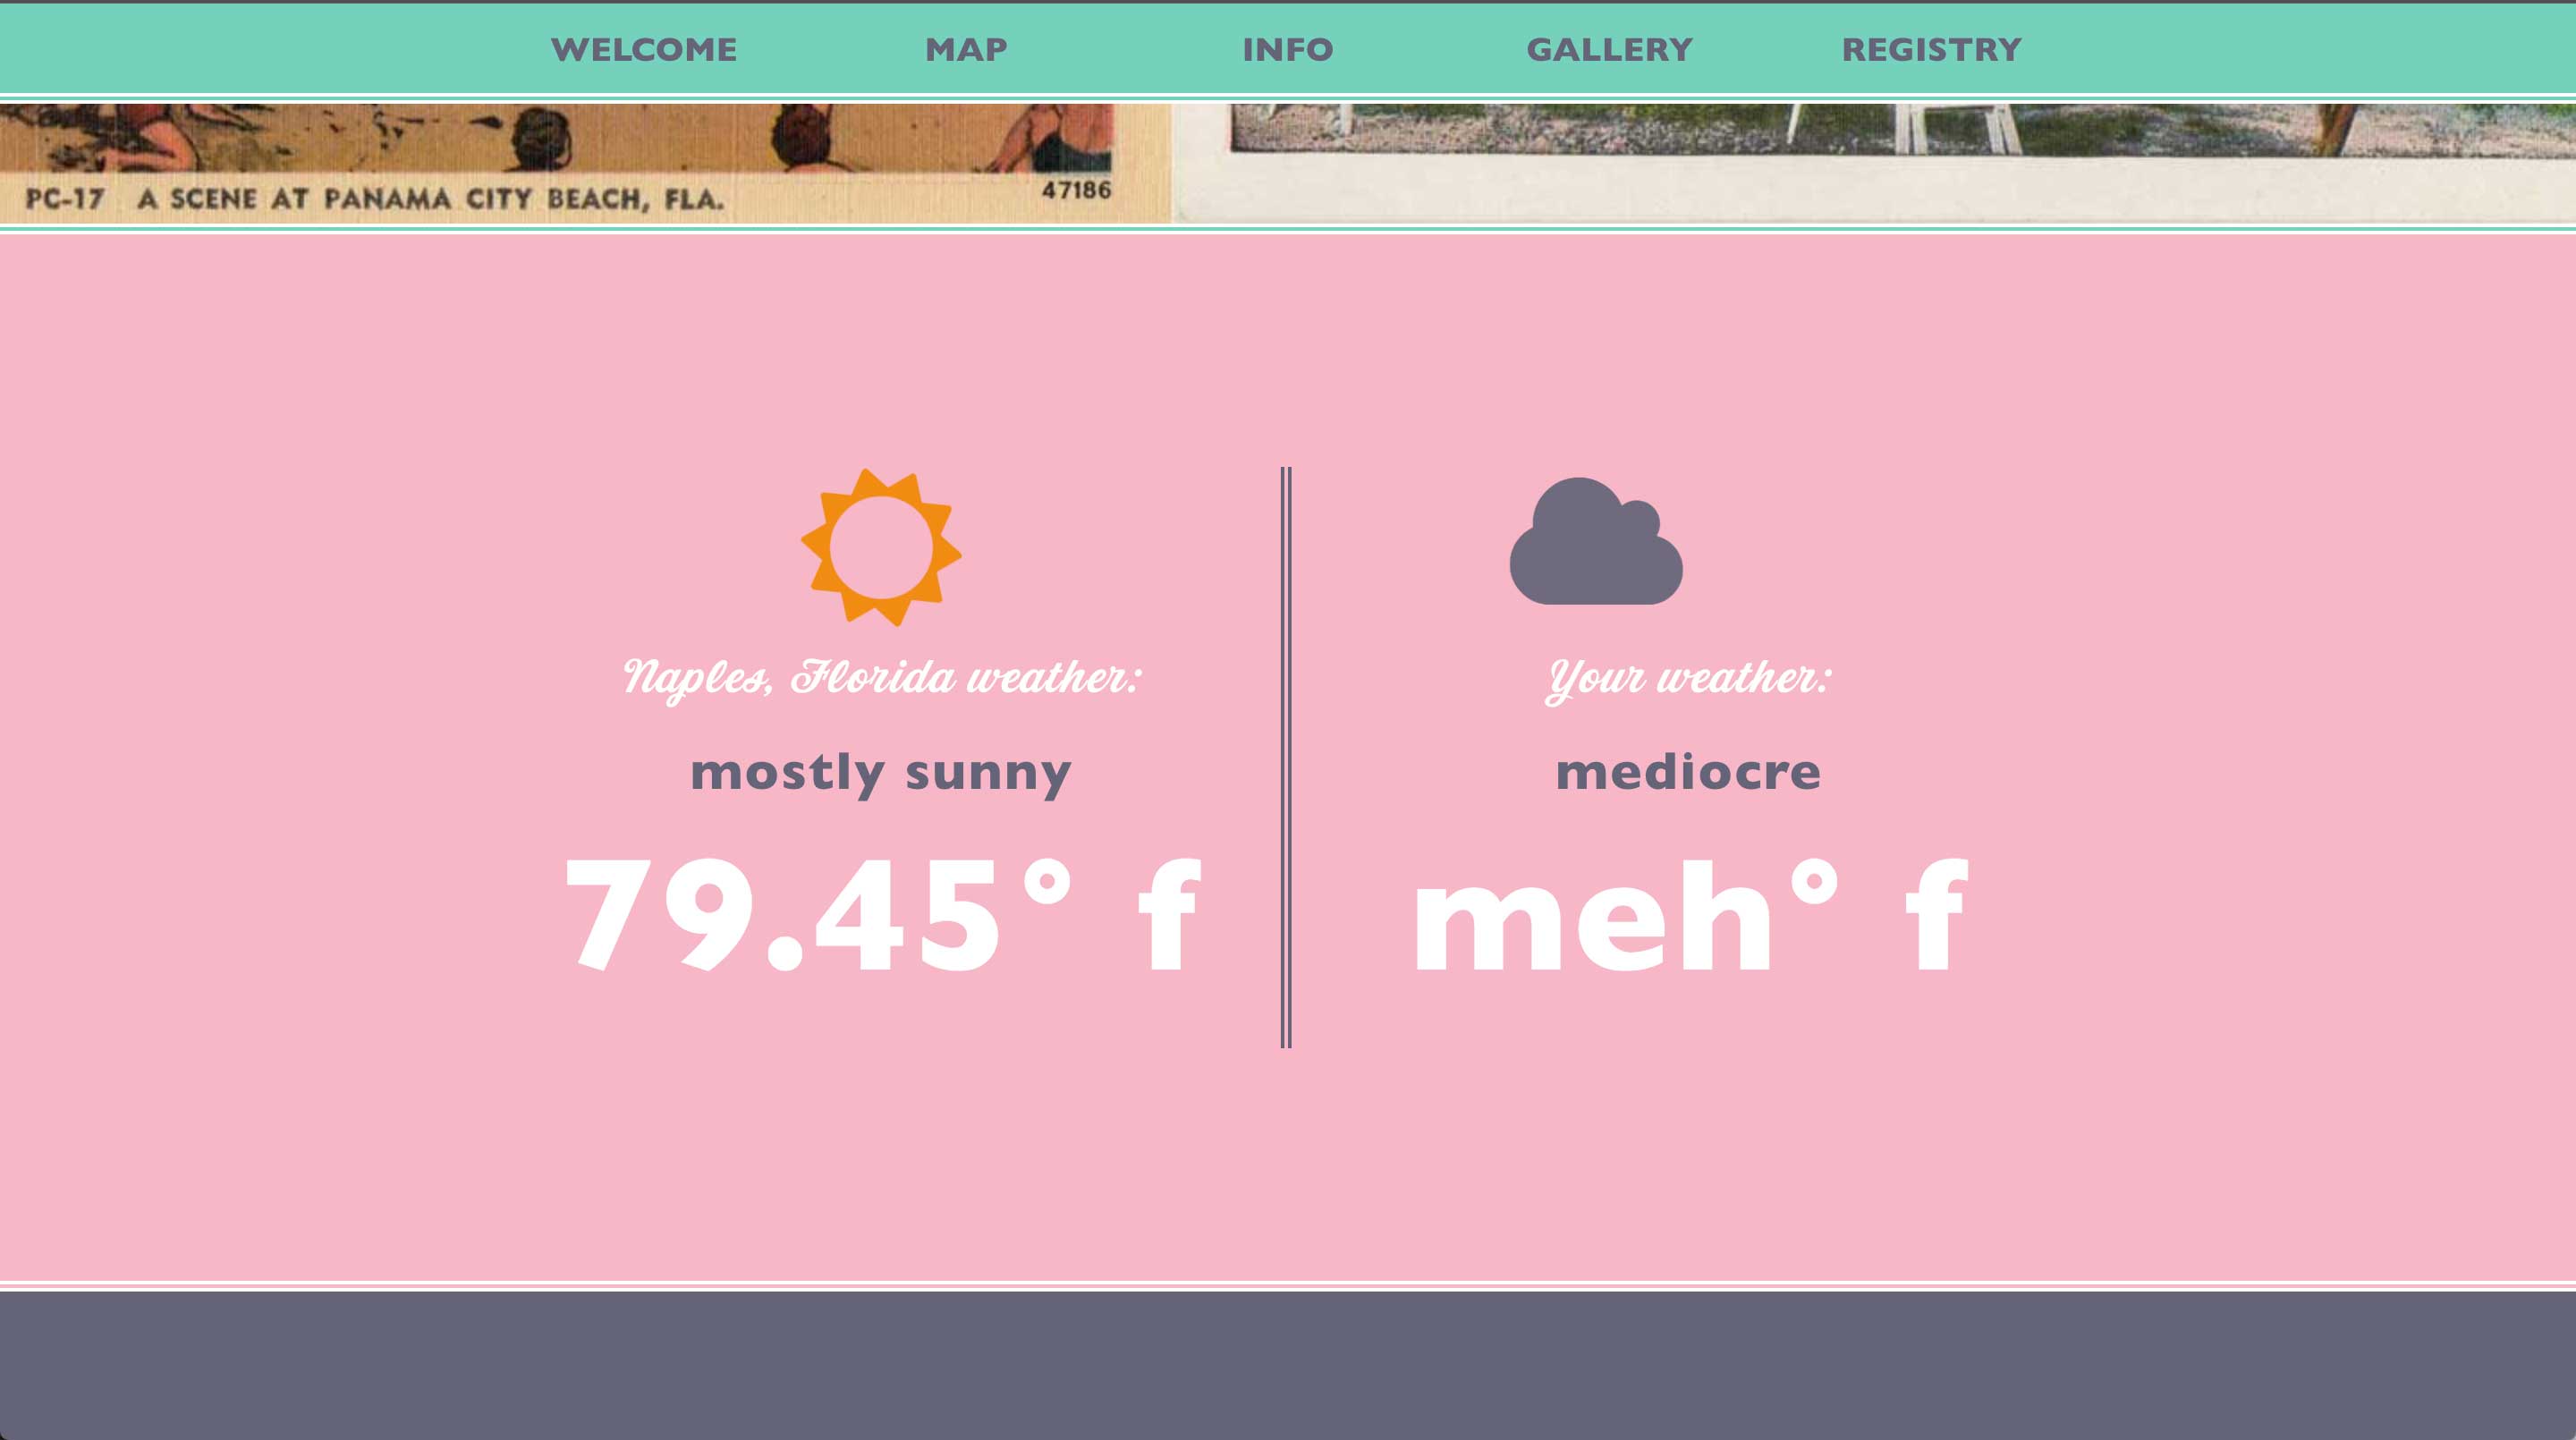 WELCOME MAP INFO GALLERY REGISTRY
PC-17 A SCENE AT PANAMA CITY BEACH, FLA. 47186
Naples, Florida weather:
mostly sunny
79.45° f
Your weather:
mediocre
meh° f